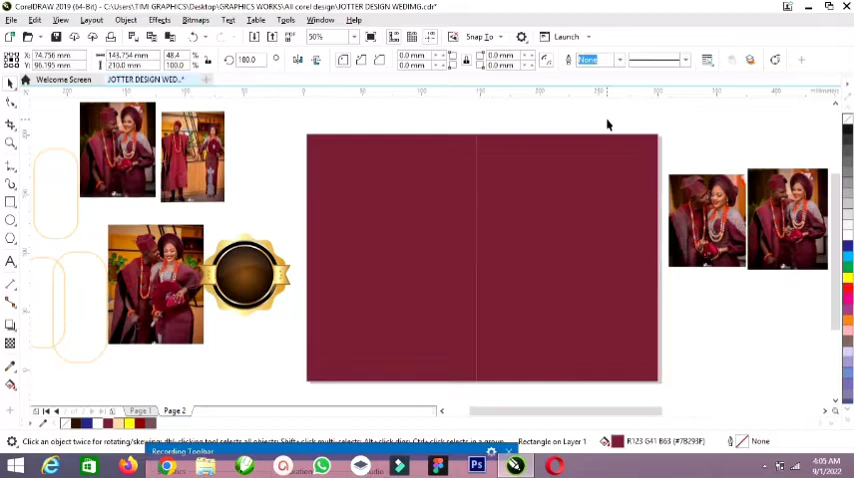 CorelDRAW 2019 (64-Bit) - C:\Users\TIMI GRAPHICS\Desktop\GRAPHICS WORKS\All corel design\JOTTER DESIGN WEDIMG.cdr*
File Edit View Layout Object Effects Bitmaps Text Table Tools Window Help
PDF 50% Snap To Launch
74.756 mm 143.754 mm 48.4 100.0 0.0 mm 0.0 mm None
96.195 mm 210.0 mm 100.0 0.0 mm 0.0 mm
Welcome Screen JOTTER DESIGN WED...*
millimeters
Page 1 Page 2
Click an object twice for rotating/skewing; dbl-clicking tool selects all objects; Shift+click multi-selects; Alt+click digs; Ctrl+click selects in a group Rectangle on Layer 1 R123 G41 B63 (#7B293F) None
Recording Toolbar
Ps
4:05 AM
9/1/2022